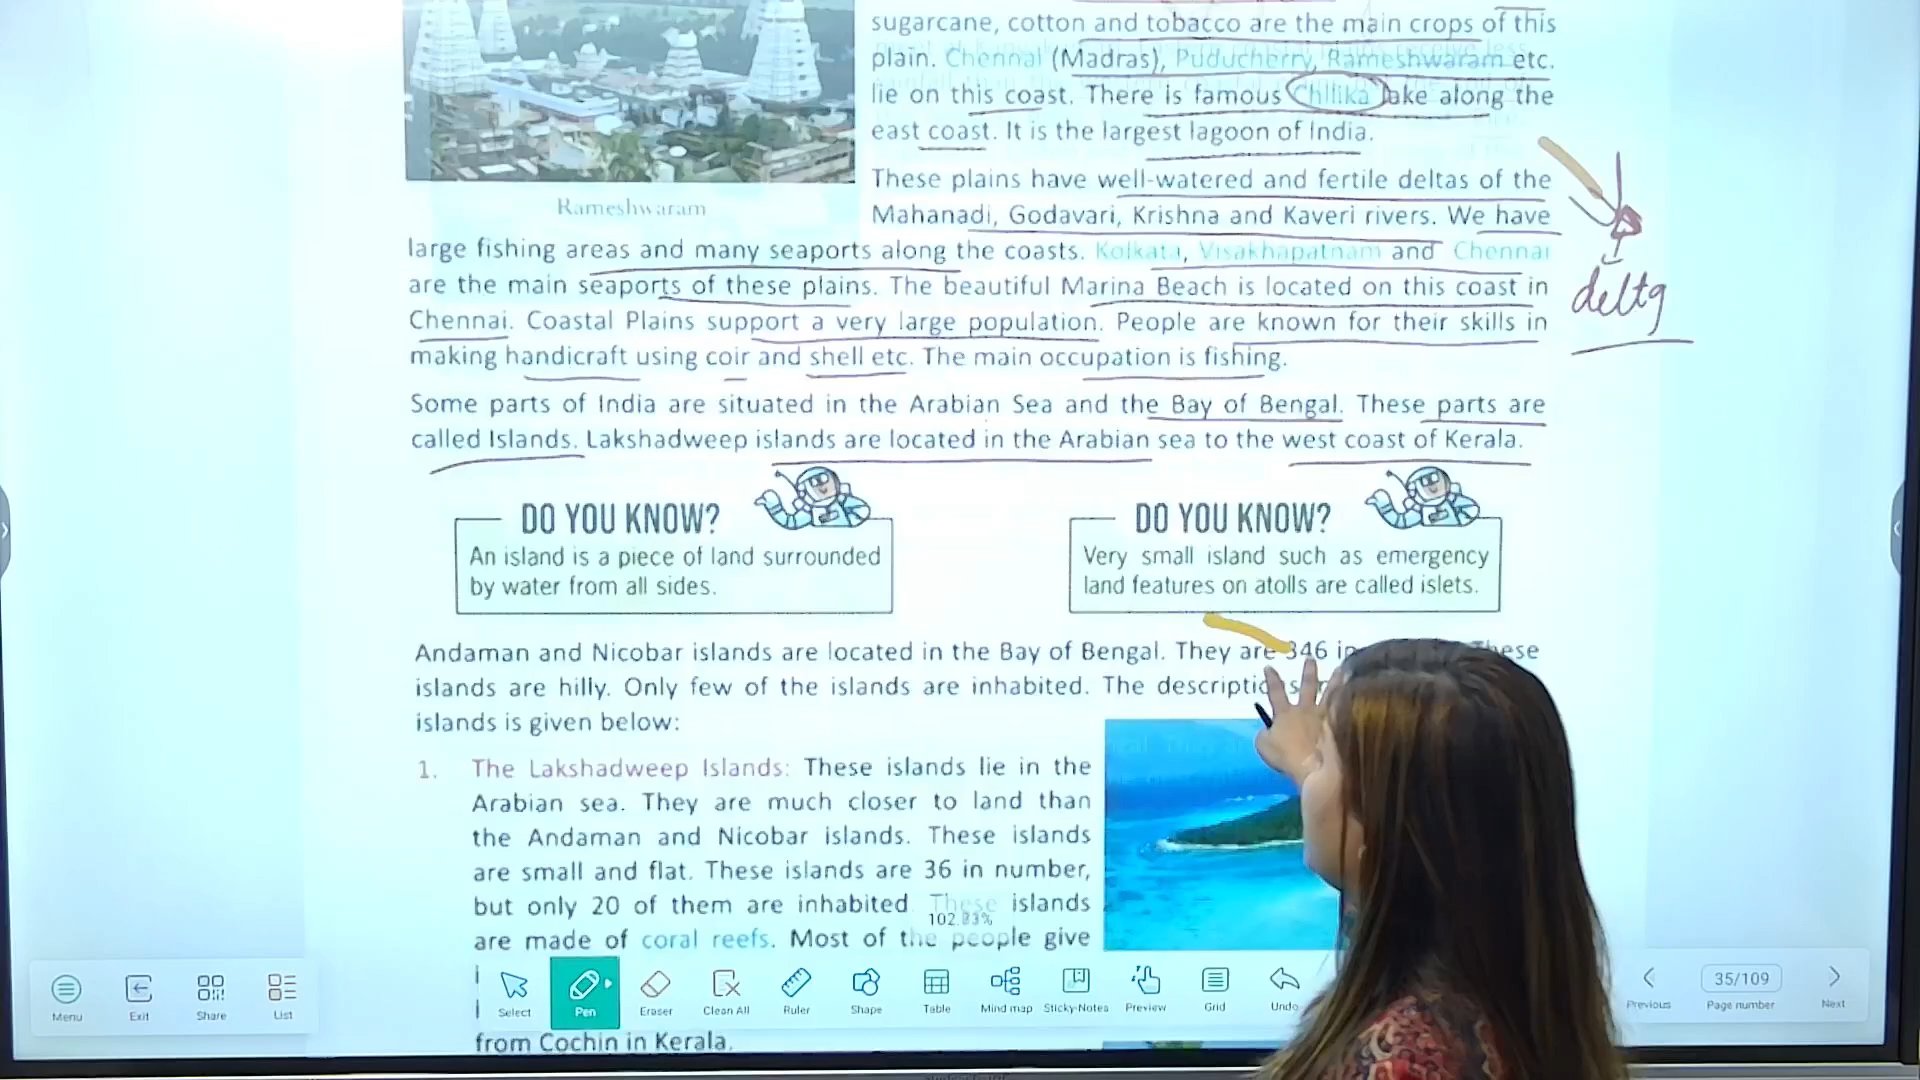 sugarcane, cotton and tobacco are the main crops of this
plain. Chennai (Madras), Puducherry, Rameshwaram etc.
lie on this coast. There is famous Chilika lake along the
east coast. It is the largest lagoon of India.
Rameshwaram
These plains have well-watered and fertile deltas of the
Mahanadi, Godavari, Krishna and Kaveri rivers. We have
large fishing areas and many seaports along the coasts. Kolkata, Visakhapatnam and Chennai
are the main seaports of these plains. The beautiful Marina Beach is located on this coast in
Chennai. Coastal Plains support a very large population. People are known for their skills in
making handicraft using coir and shell etc. The main occupation is fishing.
delta
Some parts of India are situated in the Arabian Sea and the Bay of Bengal. These parts are
called Islands. Lakshadweep islands are located in the Arabian sea to the west coast of Kerala.
DO YOU KNOW?
An island is a piece of land surrounded
by water from all sides.
DO YOU KNOW?
Very small island such as emergency
land features on atolls are called islets.
Andaman and Nicobar islands are located in the Bay of Bengal. They are 346 in These
islands are hilly. Only few of the islands are inhabited. The
islands is given below:
1. The Lakshadweep Islands: These islands lie in the
Arabian sea. They are much closer to land than
the Andaman and Nicobar islands. These islands
are small and flat. These islands are 36 in number,
but only 20 of them are inhabited These islands
102.83%
are made of coral reefs. Most of the people give
from Cochin in Kerala.
Menu
Exit
Share
List
Select
Pen
Eraser
Clean All
Ruler
Shape
Table
Mind map
Sticky-Notes
Preview
Grid
Undo
Previous
35/109
Page number
Next